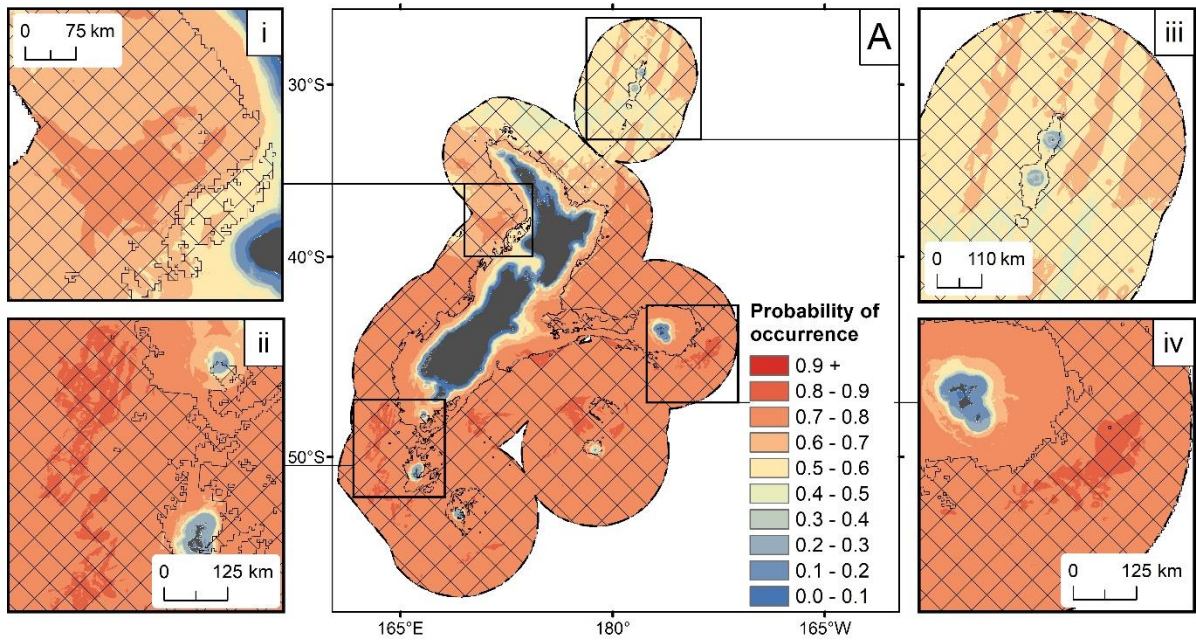 0 75 km
i
A
iii
30°S
40°S
50°S
0 110 km
ii
iv
Probability of
occurrence
0.9 +
0.8 - 0.9
0.7 - 0.8
0.6 - 0.7
0.5 - 0.6
0.4 - 0.5
0.3 - 0.4
0.2 - 0.3
0.1 - 0.2
0.0 - 0.1
0 125 km
0 125 km
165°E
180°
165°W